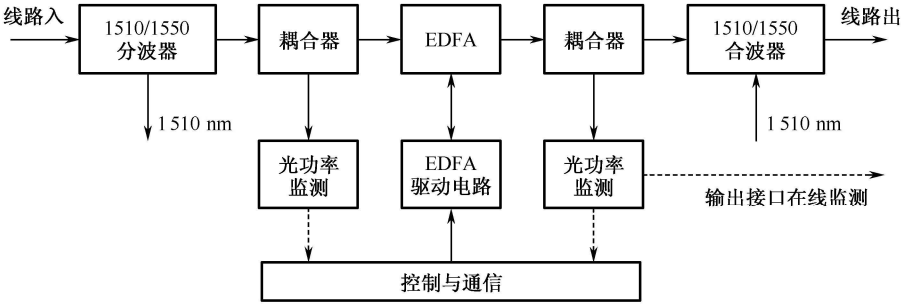 线路入
1510/1550
分波器
耦合器
EDFA
耦合器
1510/1550
合波器
线路出
1 510 nm
1 510 nm
光功率
监测
EDFA
驱动电路
光功率
监测
输出接口在线监测
控制与通信